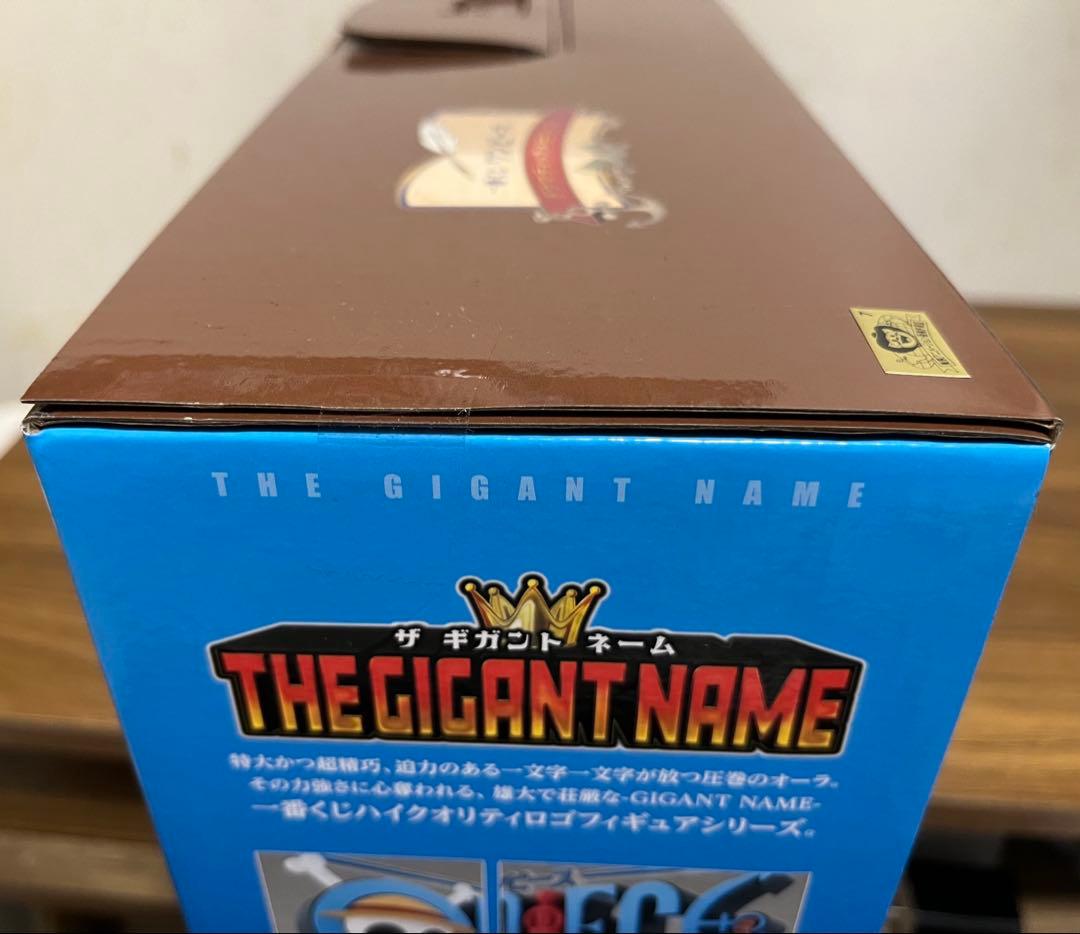 THE GIGANT NAME
ザ ギガント ネーム
THE GIGANT NAME
特大かつ超精巧、迫力のある一文字一文字が放つ圧巻のオーラ。
その力強さに心奪われる、雄大で荘厳な-GIGANT NAME-
一番くじハイクオリティロゴフィギュアシリーズ。
PIECE